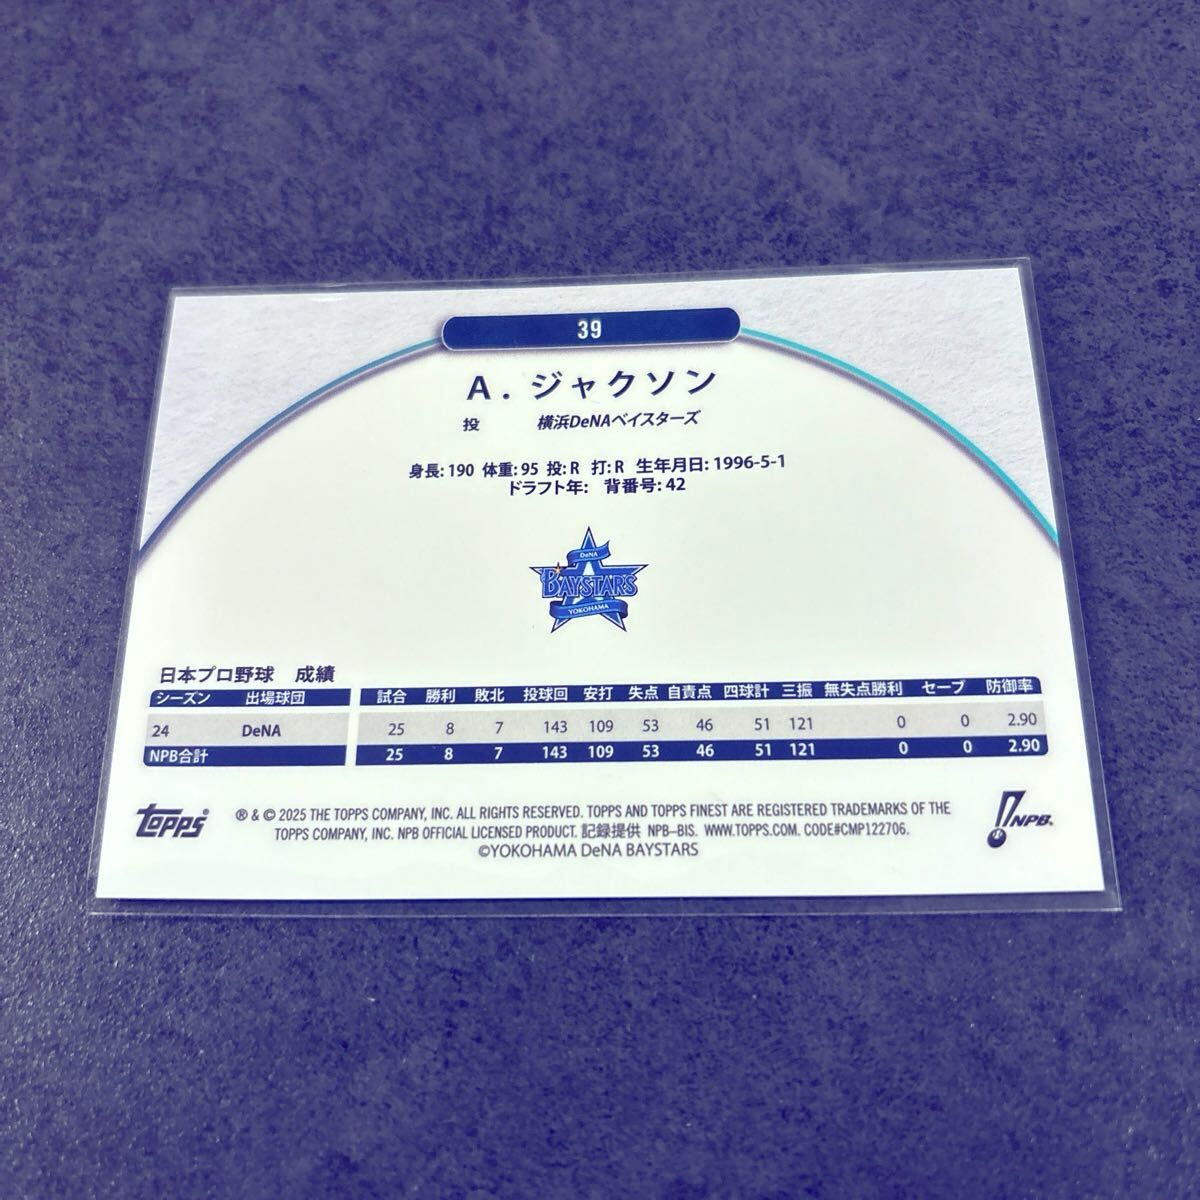 39
A. ジャクソン
投 横浜DeNAベイスターズ
身長: 190 体重: 95 投: R 打: R 生年月日: 1996-5-1
ドラフト年: 背番号: 42
DeNA
BAYSTARS
YOKOHAMA
日本プロ野球 成績
シーズン 出場球団 試合 勝利 敗北 投球回 安打 失点 自責点 四球計 三振 無失点勝利 セーブ 防御率
24 DeNA 25 8 7 143 109 53 46 51 121 0 0 2.90
NPB合計 25 8 7 143 109 53 46 51 121 0 0 2.90
topps
® & © 2025 THE TOPPS COMPANY, INC. ALL RIGHTS RESERVED. TOPPS AND TOPPS FINEST ARE REGISTERED TRADEMARKS OF THE
TOPPS COMPANY, INC. NPB OFFICIAL LICENSED PRODUCT. 記録提供 NPB-BIS. WWW.TOPPS.COM. CODE#CMP122706.
©YOKOHAMA DeNA BAYSTARS
NPB